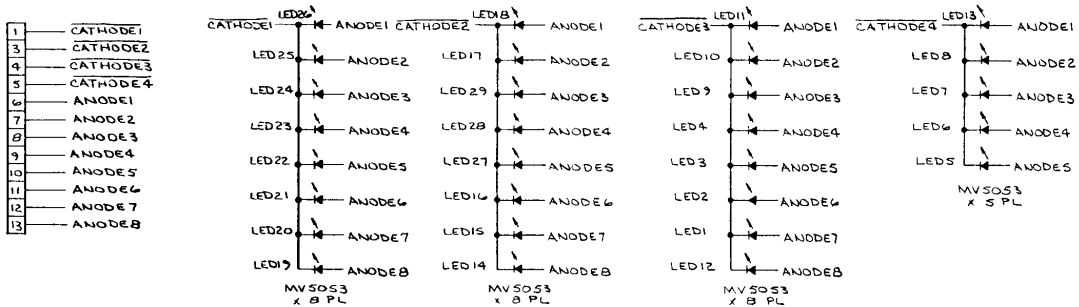 1 CATHODE1
3 CATHODE2
4 CATHODE3
5 CATHODE4
6 ANODE1
7 ANODE2
8 ANODE3
9 ANODE4
10 ANODE5
11 ANODE6
12 ANODE7
13 ANODE8
CATHODE1 LED26 ANODE1
LED25 ANODE2
LED24 ANODE3
LED23 ANODE4
LED22 ANODE5
LED21 ANODE6
LED20 ANODE7
LED19 ANODE8
MV5053
x 8 PL
CATHODE2 LED18 ANODE1
LED17 ANODE2
LED29 ANODE3
LED28 ANODE4
LED27 ANODE5
LED16 ANODE6
LED15 ANODE7
LED14 ANODE8
MV5053
x 8 PL
CATHODE3 LED11 ANODE1
LED10 ANODE2
LED9 ANODE3
LED4 ANODE4
LED3 ANODE5
LED2 ANODE6
LED1 ANODE7
LED12 ANODE8
MV5053
x 8 PL
CATHODE4 LED13 ANODE1
LED8 ANODE2
LED7 ANODE3
LED6 ANODE4
LED5 ANODE5
MV5053
x 5 PL